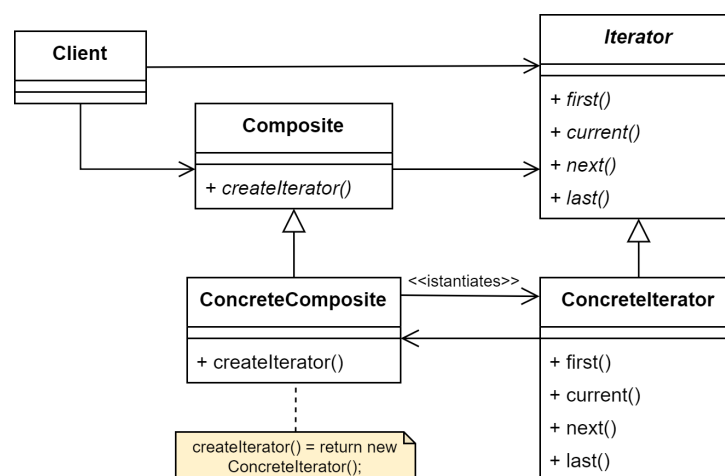 Client
Iterator
+ first()
+ current()
+ next()
+ last()
Composite
+ createIterator()
<<istantiates>>
ConcreteComposite
+ createIterator()
ConcreteIterator
+ first()
+ current()
+ next()
+ last()
createIterator() = return new
ConcreteIterator();